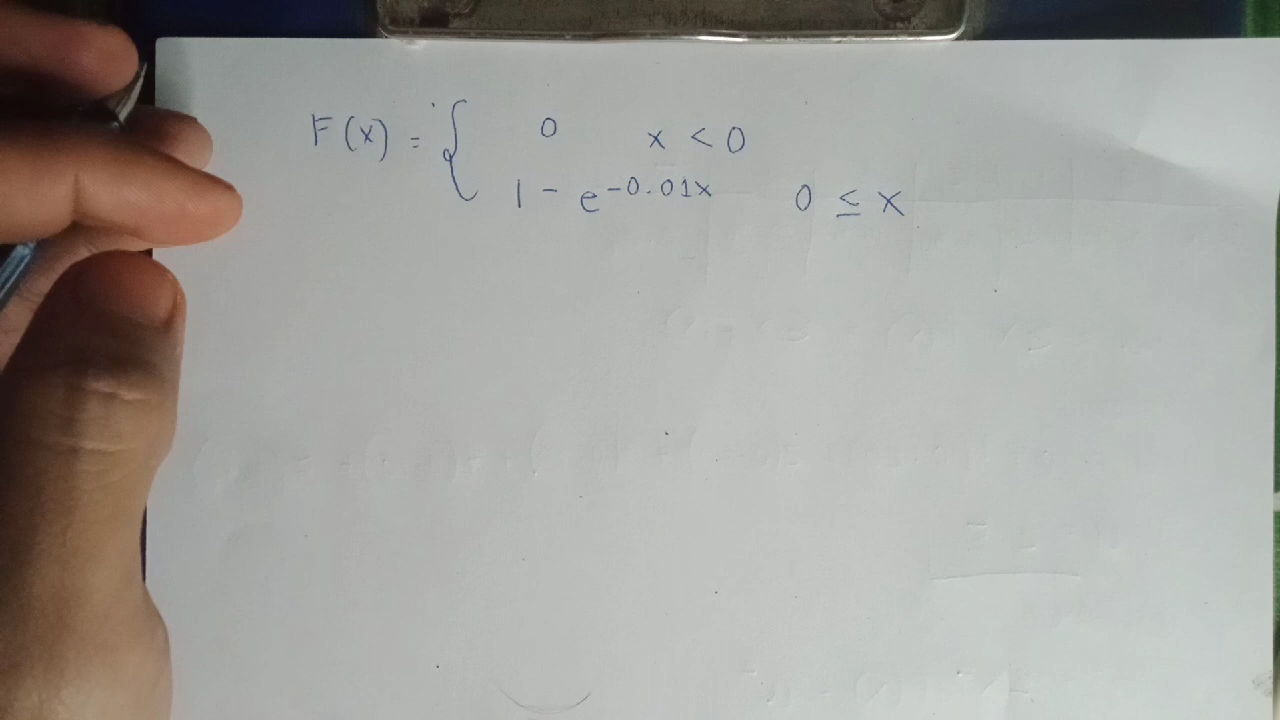 F(x) = { 0 x < 0
1 - e^-0.01x 0 ≤ x